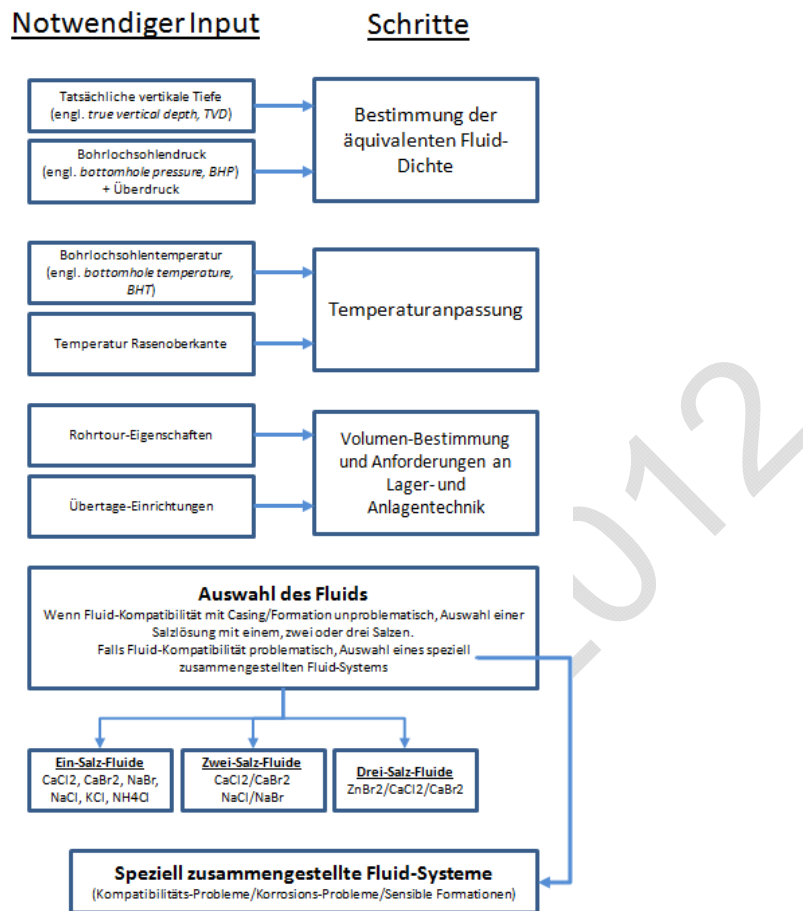 Notwendiger Input
Schritte
Tatsächliche vertikale Tiefe
(engl. true vertical depth, TVD)
Bohrlochsohlendruck
(engl. bottomhole pressure, BHP)
+ Überdruck
Bestimmung der
äquivalenten Fluid-
Dichte
Bohrlochsohlentemperatur
(engl. bottomhole temperature,
BHT)
Temperatur Rasenoberkante
Temperaturanpassung
Rohrtour-Eigenschaften
Übertage-Einrichtungen
Volumen-Bestimmung
und Anforderungen an
Lager- und
Anlagentechnik
Auswahl des Fluids
Wenn Fluid-Kompatibilität mit Casing/Formation unproblematisch, Auswahl einer
Salzlösung mit einem, zwei oder drei Salzen.
Falls Fluid-Kompatibilität problematisch, Auswahl eines speziell
zusammengestellten Fluid-Systems
Ein-Salz-Fluide
CaCl2, CaBr2, NaBr,
NaCl, KCl, NH4Cl
Zwei-Salz-Fluide
CaCl2/CaBr2
NaCl/NaBr
Drei-Salz-Fluide
ZnBr2/CaCl2/CaBr2
Speziell zusammengestellte Fluid-Systeme
(Kompatibilitäts-Probleme/Korrosions-Probleme/Sensible Formationen)
2012